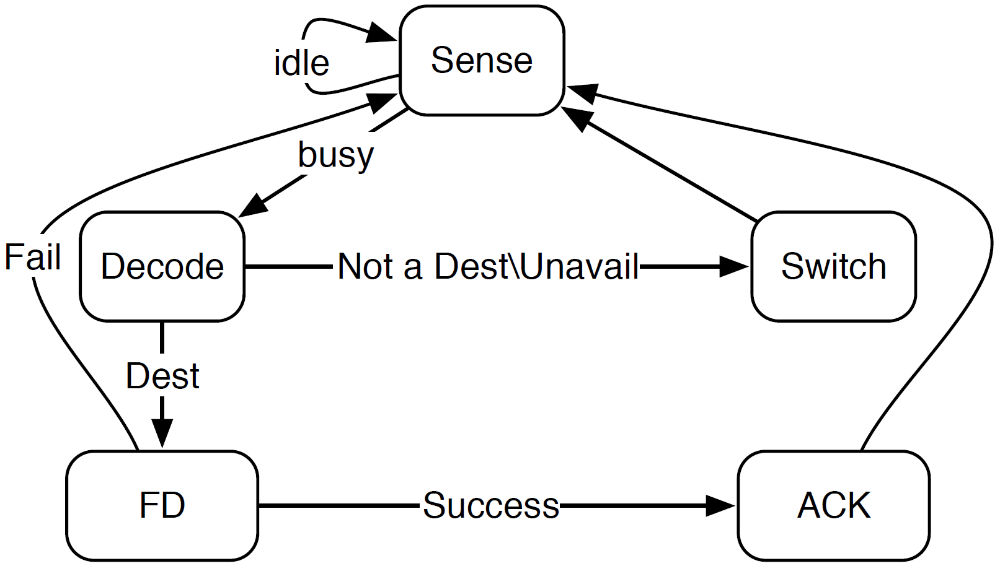 Sense
idle
busy
Fail
Decode
Not a Dest\Unavail
Switch
Dest
FD
Success
ACK